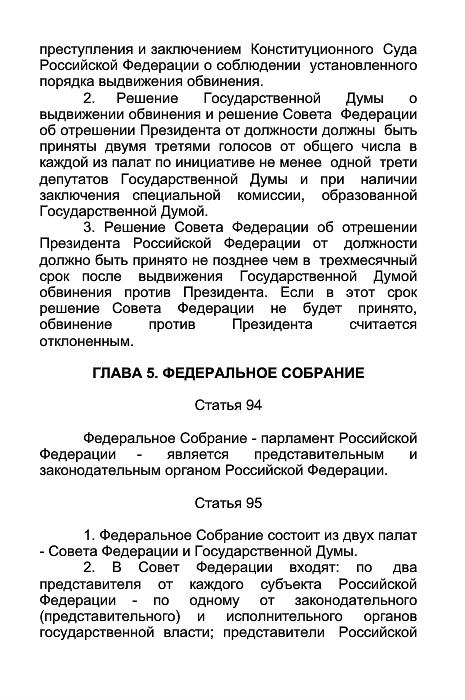 преступления и заключением Конституционного Суда
Российской Федерации о соблюдении установленного
порядка выдвижения обвинения.
2. Решение Государственной Думы о
выдвижении обвинения и решение Совета Федерации
об отрешении Президента от должности должны быть
приняты двумя третями голосов от общего числа в
каждой из палат по инициативе не менее одной трети
депутатов Государственной Думы и при наличии
заключения специальной комиссии, образованной
Государственной Думой.
3. Решение Совета Федерации об отрешении
Президента Российской Федерации от должности
должно быть принято не позднее чем в трехмесячный
срок после выдвижения Государственной Думой
обвинения против Президента. Если в этот срок
решение Совета Федерации не будет принято,
обвинение против Президента считается
отклоненным.
ГЛАВА 5. ФЕДЕРАЛЬНОЕ СОБРАНИЕ
Статья 94
Федеральное Собрание - парламент Российской
Федерации - является представительным и
законодательным органом Российской Федерации.
Статья 95
1. Федеральное Собрание состоит из двух палат
- Совета Федерации и Государственной Думы.
2. В Совет Федерации входят: по два
представителя от каждого субъекта Российской
Федерации - по одному от законодательного
(представительного) и исполнительного органов
государственной власти; представители Российской